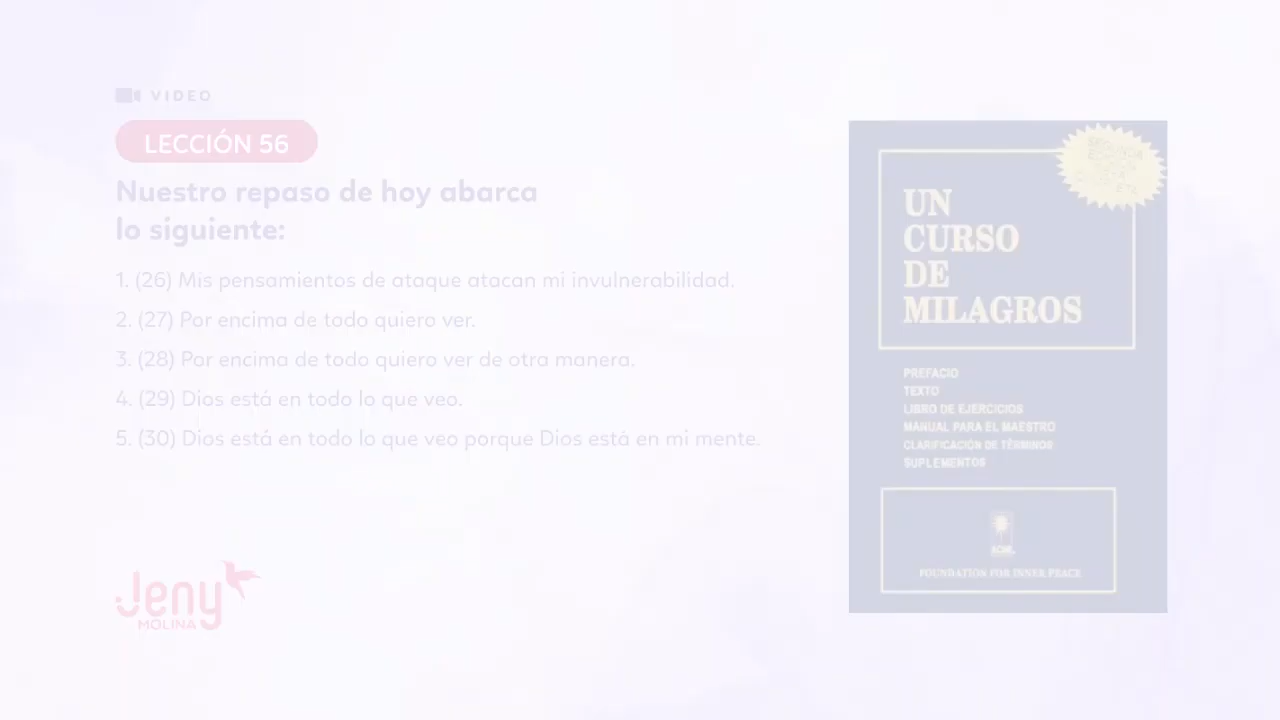 VIDEO
LECCIÓN 56
Nuestro repaso de hoy abarca
lo siguiente:
1. (26) Mis pensamientos de ataque atacan mi invulnerabilidad.
2. (27) Por encima de todo quiero ver.
3. (28) Por encima de todo quiero ver de otra manera.
4. (29) Dios está en todo lo que veo.
5. (30) Dios está en todo lo que veo porque Dios está en mi mente.
Jeny
MOLINA
UN
CURSO
DE
MILAGROS
PREFACIO
TEXTO
LIBRO DE EJERCICIOS
MANUAL PARA EL MAESTRO
CLARIFICACIÓN DE TÉRMINOS
SUPLEMENTOS
FOUNDATION FOR INNER PEACE